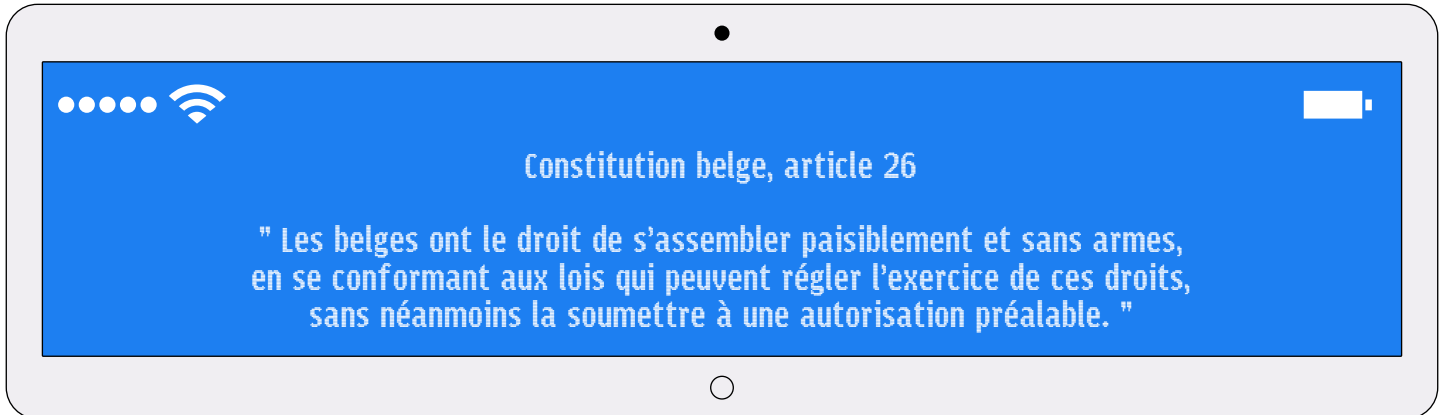 Constitution belge, article 26
" Les belges ont le droit de s'assembler paisiblement et sans armes,
en se conformant aux lois qui peuvent régler l'exercice de ces droits,
sans néanmoins la soumettre à une autorisation préalable. "